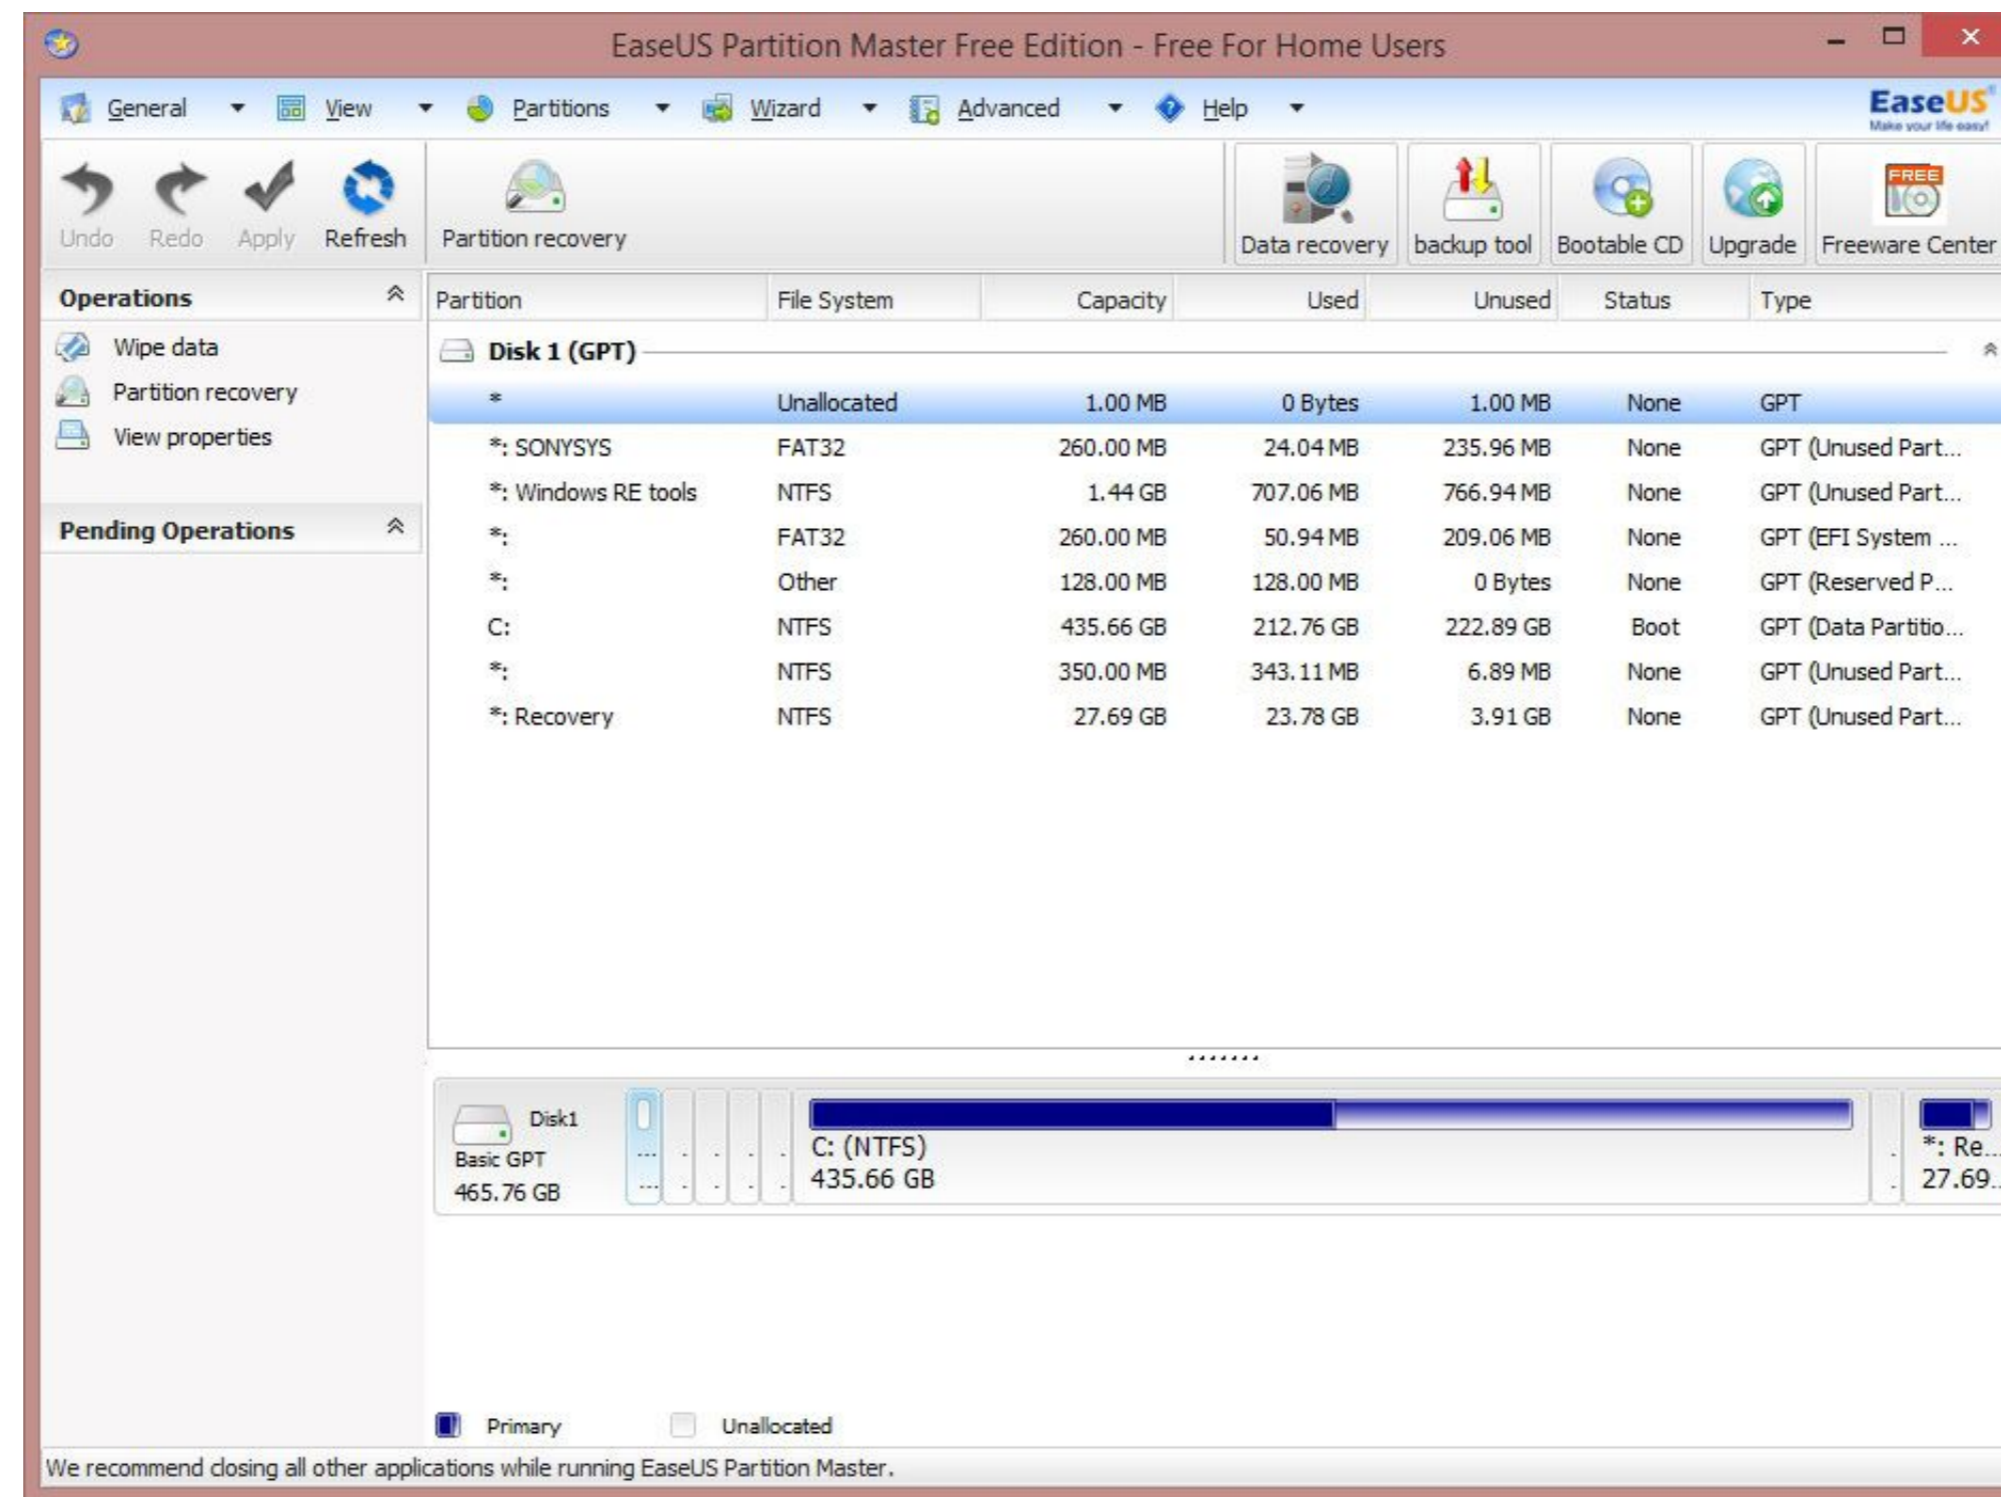 EaseUS Partition Master Free Edition - Free For Home Users
General View Partitions Wizard Advanced Help
EaseUS
Make your life easy!
Undo Redo Apply Refresh Partition recovery Data recovery backup tool Bootable CD Upgrade Freeware Center
FREE
Operations
Wipe data
Partition recovery
View properties
Pending Operations
Partition File System Capacity Used Unused Status Type
Disk 1 (GPT)
* Unallocated 1.00 MB 0 Bytes 1.00 MB None GPT
*: SONYSYS FAT32 260.00 MB 24.04 MB 235.96 MB None GPT (Unused Part...
*: Windows RE tools NTFS 1.44 GB 707.06 MB 766.94 MB None GPT (Unused Part...
*: FAT32 260.00 MB 50.94 MB 209.06 MB None GPT (EFI System ...
*: Other 128.00 MB 128.00 MB 0 Bytes None GPT (Reserved P...
C: NTFS 435.66 GB 212.76 GB 222.89 GB Boot GPT (Data Partitio...
*: NTFS 350.00 MB 343.11 MB 6.89 MB None GPT (Unused Part...
*: Recovery NTFS 27.69 GB 23.78 GB 3.91 GB None GPT (Unused Part...
Disk1
Basic GPT
465.76 GB
... . . . .
... . . . .
C: (NTFS)
435.66 GB
.
.
*: Re...
27.69..
Primary Unallocated
We recommend closing all other applications while running EaseUS Partition Master.